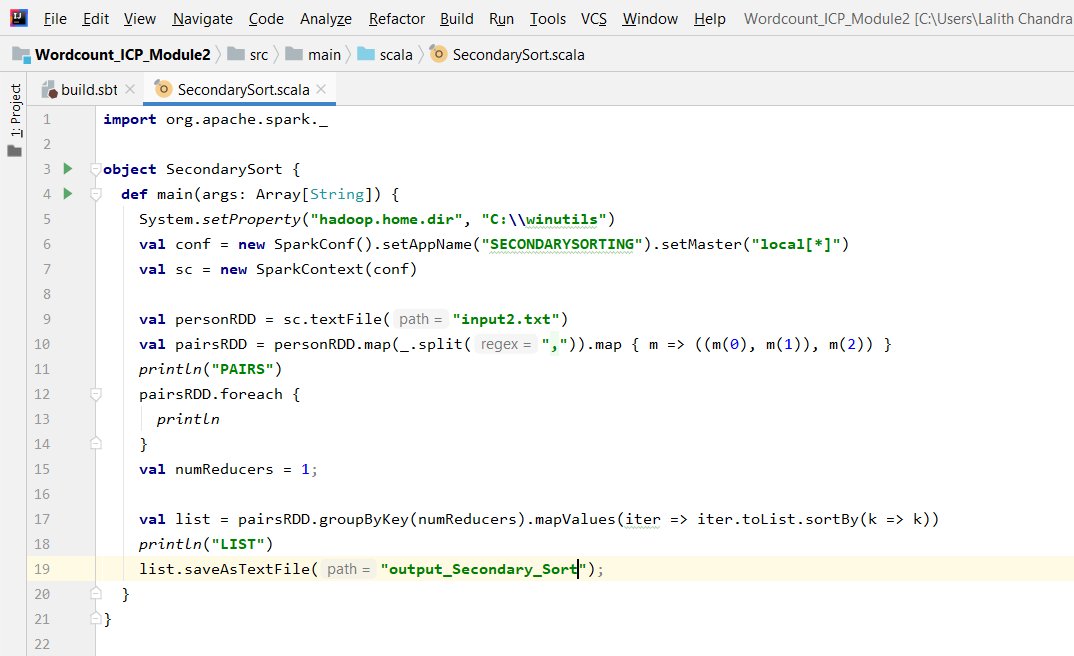 File Edit View Navigate Code Analyze Refactor Build Run Tools VCS Window Help Wordcount_ICP_Module2 [C:\Users\Lalith Chandra
Wordcount_ICP_Module2 src main scala SecondarySort.scala
build.sbt SecondarySort.scala
1: Project
1 import org.apache.spark._
2
3 object SecondarySort {
4 def main(args: Array[String]) {
5 System.setProperty("hadoop.home.dir", "C:\\winutils")
6 val conf = new SparkConf().setAppName("SECONDARYSORTING").setMaster("local[*]")
7 val sc = new SparkContext(conf)
8
9 val personRDD = sc.textFile( path = "input2.txt")
10 val pairsRDD = personRDD.map(_.split( regex = ",")).map { m => ((m(0), m(1)), m(2)) }
11 println("PAIRS")
12 pairsRDD.foreach {
13 println
14 }
15 val numReducers = 1;
16
17 val list = pairsRDD.groupByKey(numReducers).mapValues(iter => iter.toList.sortBy(k => k))
18 println("LIST")
19 list.saveAsTextFile( path = "output_Secondary_Sort");
20 }
21 }
22